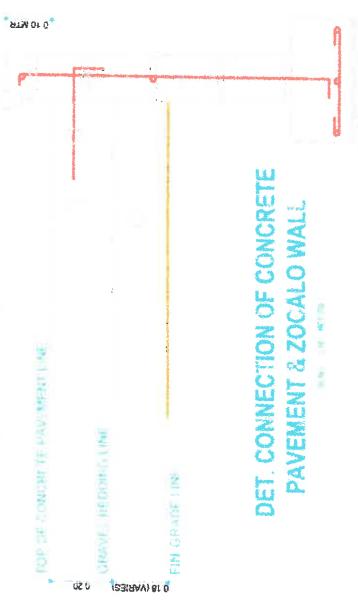 0.10 MTR
TOP OF CONCRETE PAVEMENT LINE
GRAVEL BEDDING LINE
FIN GRADE LINE
0.20
0.18 (VARIES)
DET. CONNECTION OF CONCRETE
PAVEMENT & ZOCALO WALL